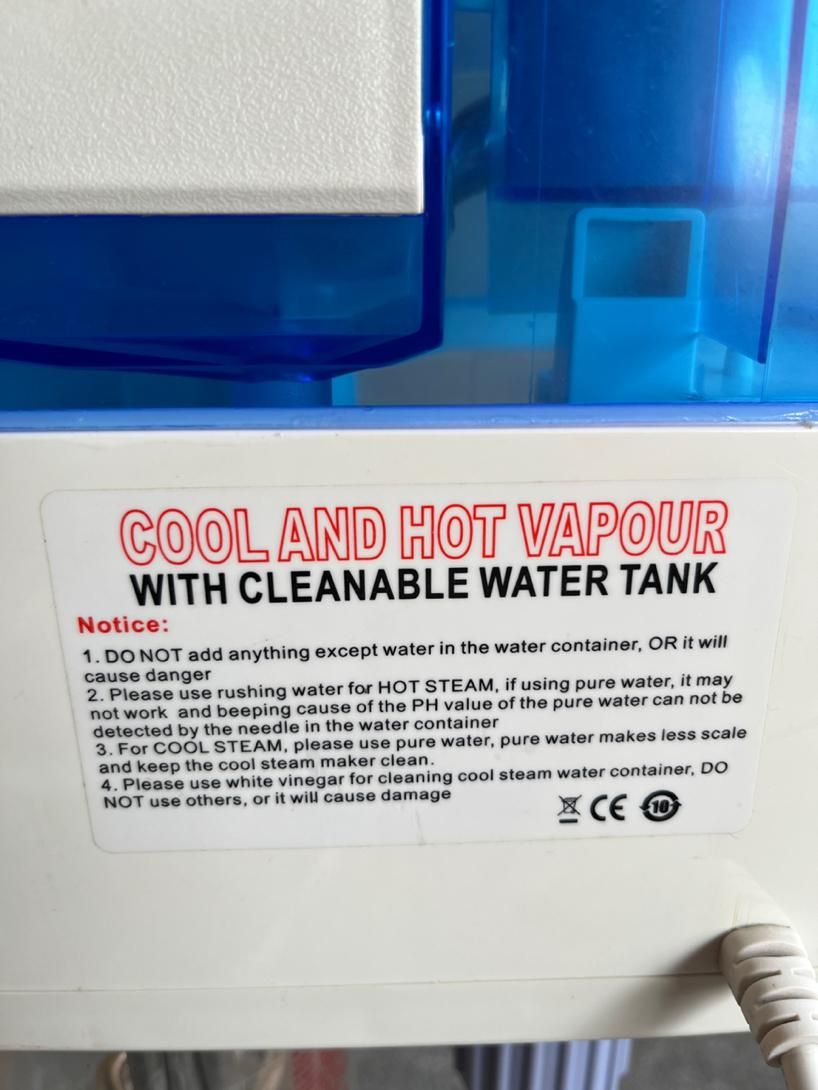 COOL AND HOT VAPOUR
WITH CLEANABLE WATER TANK
Notice:
1. DO NOT add anything except water in the water container, OR it will
cause danger
2. Please use rushing water for HOT STEAM, if using pure water, it may
not work and beeping cause of the PH value of the pure water can not be
detected by the needle in the water container
3. For COOL STEAM, please use pure water, pure water makes less scale
and keep the cool steam maker clean.
4. Please use white vinegar for cleaning cool steam water container, DO
NOT use others, or it will cause damage
CE 10